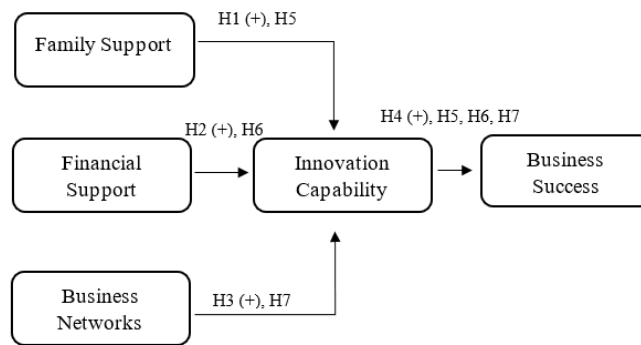 H1 (+), H5
Family Support
H4 (+), H5, H6, H7
H2 (+), H6
Financial
Support
Innovation
Capability
Business
Success
Business
Networks
H3 (+), H7